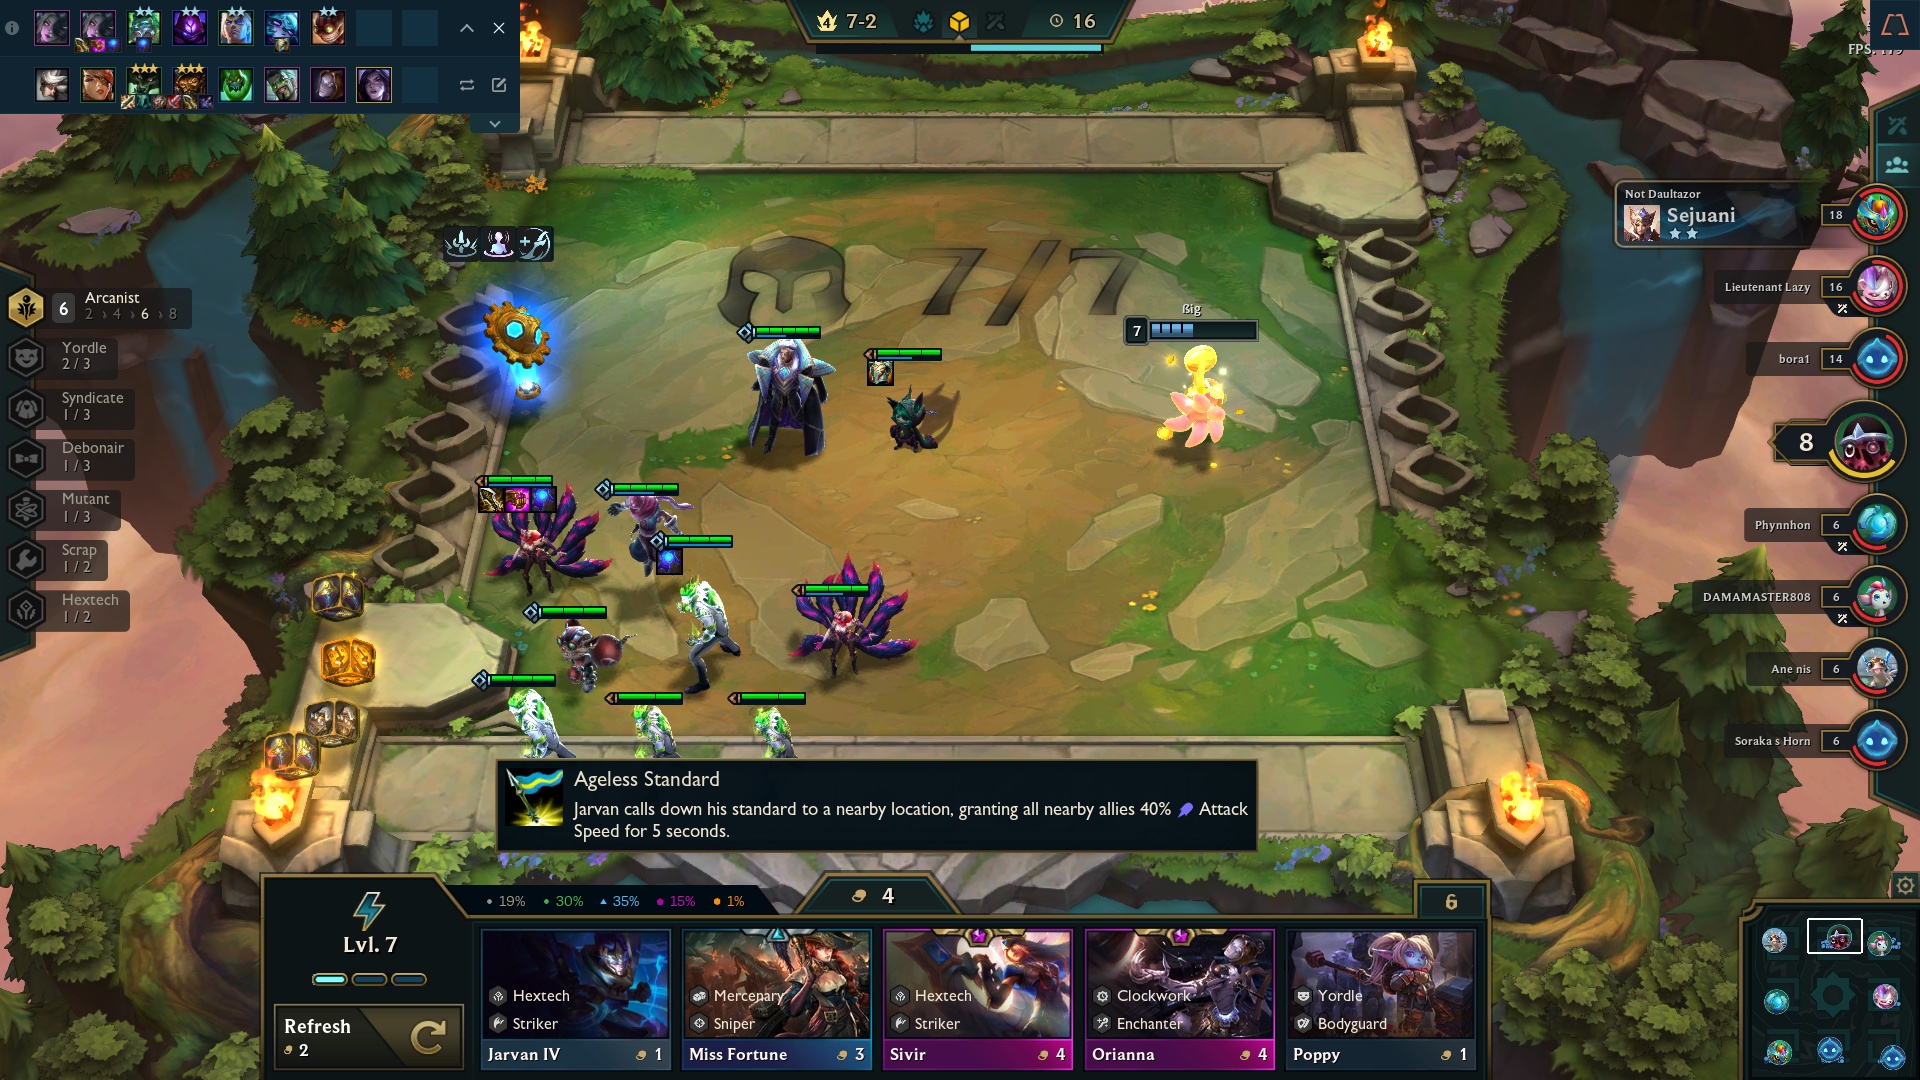 7-2
16
4
FPS:
Not Daultazor
Sejuani
18
Lieutenant Lazy
16
bora1
14
8
Phynnhon
6
DAMAMASTER808
6
Ane nis
6
Soraka s Horn
6
6
Arcanist
2 › 4 › 6 › 8
Yordle
2 / 3
Syndicate
1 / 3
Debonair
1 / 3
Mutant
1 / 3
Scrap
1 / 2
Hextech
1 / 2
7/7
7
Ageless Standard
Jarvan calls down his standard to a nearby location, granting all nearby allies 40% Attack
Speed for 5 seconds.
Lvl. 7
19%
30%
35%
15%
1%
4
6
Refresh
2
Hextech
Striker
Jarvan IV
1
Mercenary
Sniper
Miss Fortune
3
Hextech
Striker
Sivir
4
Clockwork
Enchanter
Orianna
4
Yordle
Bodyguard
Poppy
1